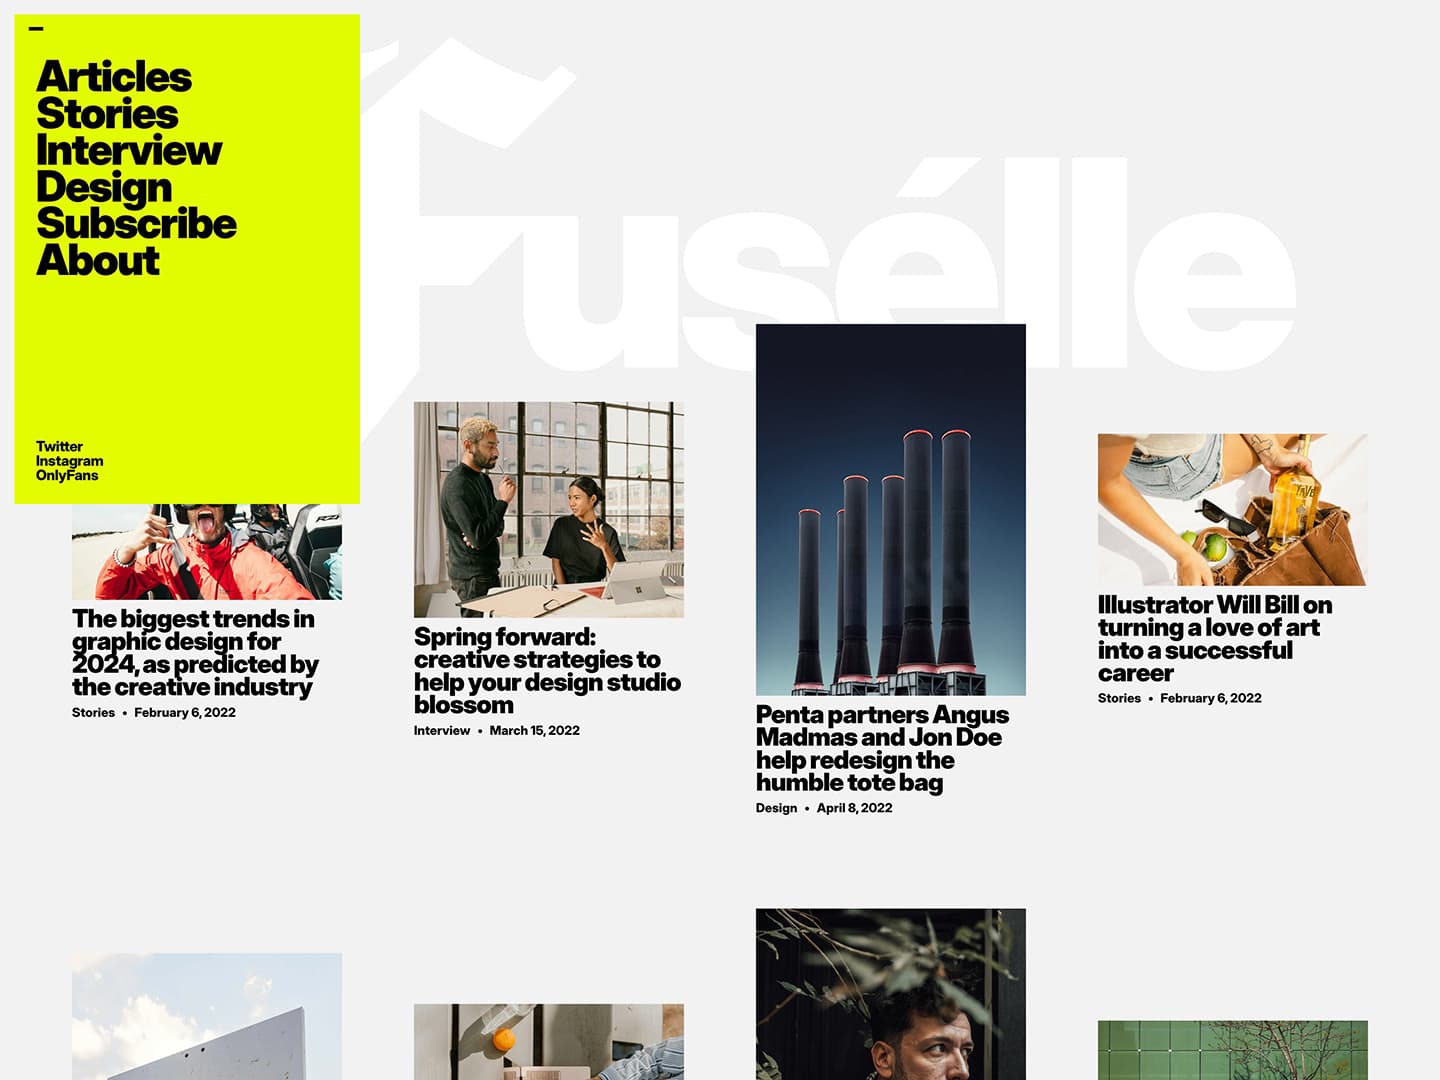 Articles
Stories
Interview
Design
Subscribe
About
Twitter
Instagram
OnlyFans
Fusélle
RZR
The biggest trends in
graphic design for
2024, as predicted by
the creative industry
Stories • February 6, 2022
Spring forward:
creative strategies to
help your design studio
blossom
Interview • March 15, 2022
Penta partners Angus
Madmas and Jon Doe
help redesign the
humble tote bag
Design • April 8, 2022
Illustrator Will Bill on
turning a love of art
into a successful
career
Stories • February 6, 2022